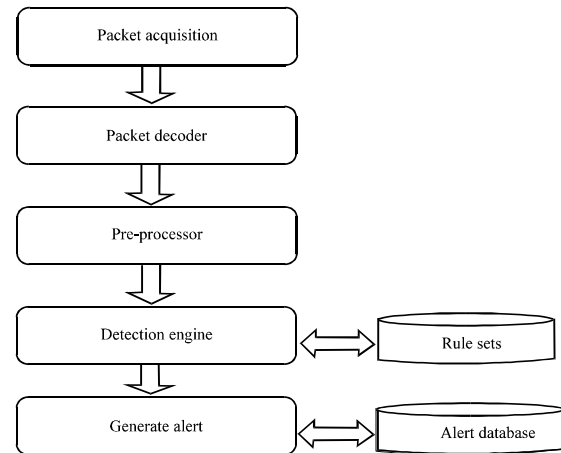 Packet acquisition
Packet decoder
Pre-processor
Detection engine
Rule sets
Generate alert
Alert database